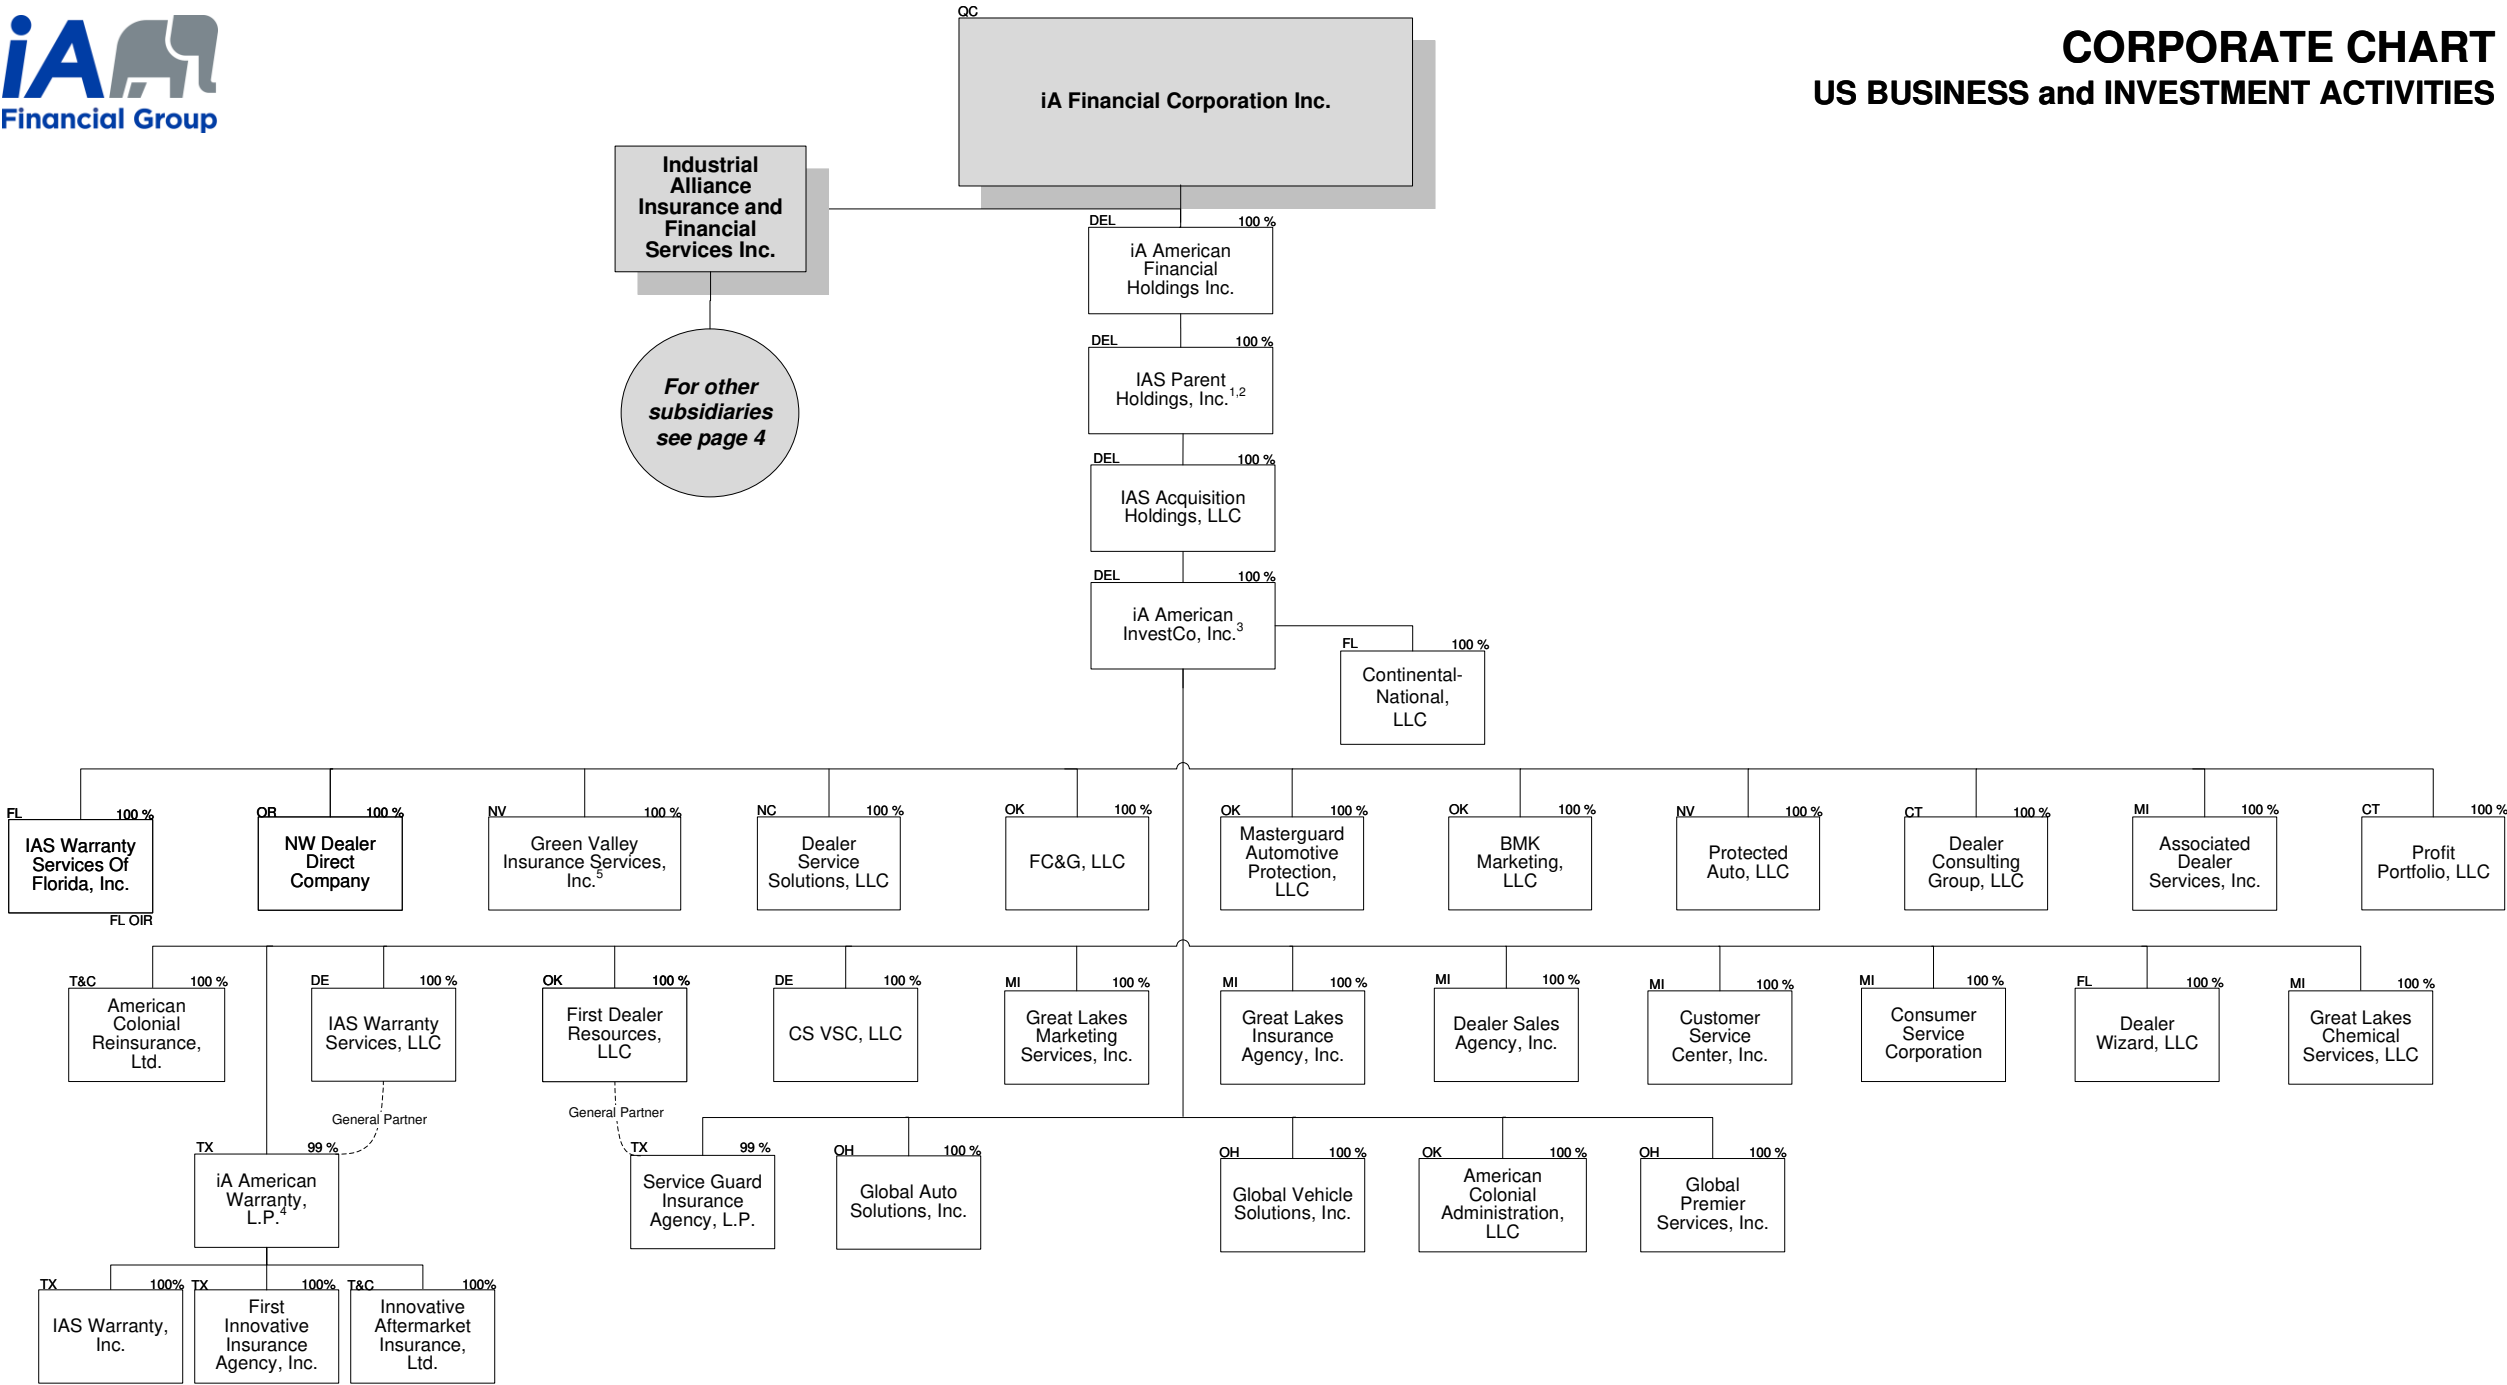 iA
Financial Group
CORPORATE CHART
US BUSINESS and INVESTMENT ACTIVITIES
QC
iA Financial Corporation Inc.
Industrial
Alliance
Insurance and
Financial
Services Inc.
For other
subsidiaries
see page 4
DEL 100 %
iA American
Financial
Holdings Inc.
DEL 100 %
IAS Parent
Holdings, Inc.1,2
DEL 100 %
IAS Acquisition
Holdings, LLC
DEL 100 %
iA American
InvestCo, Inc.3
FL 100 %
Continental-
National,
LLC
FL 100 %
IAS Warranty
Services Of
Florida, Inc.
FL OIR
OR 100 %
NW Dealer
Direct
Company
NV 100 %
Green Valley
Insurance Services,
Inc.5
NC 100 %
Dealer
Service
Solutions, LLC
OK 100 %
FC&G, LLC
OK 100 %
Masterguard
Automotive
Protection,
LLC
OK 100 %
BMK
Marketing,
LLC
NV 100 %
Protected
Auto, LLC
CT 100 %
Dealer
Consulting
Group, LLC
MI 100 %
Associated
Dealer
Services, Inc.
CT 100 %
Profit
Portfolio, LLC
T&C 100 %
American
Colonial
Reinsurance,
Ltd.
DE 100 %
IAS Warranty
Services, LLC
OK 100 %
First Dealer
Resources,
LLC
DE 100 %
CS VSC, LLC
MI 100 %
Great Lakes
Marketing
Services, Inc.
MI 100 %
Great Lakes
Insurance
Agency, Inc.
MI 100 %
Dealer Sales
Agency, Inc.
MI 100 %
Customer
Service
Center, Inc.
MI 100 %
Consumer
Service
Corporation
FL 100 %
Dealer
Wizard, LLC
MI 100 %
Great Lakes
Chemical
Services, LLC
General Partner
General Partner
TX 99 %
iA American
Warranty,
L.P.4
TX 99 %
Service Guard
Insurance
Agency, L.P.
OH 100 %
Global Auto
Solutions, Inc.
OH 100 %
Global Vehicle
Solutions, Inc.
OK 100 %
American
Colonial
Administration,
LLC
OH 100 %
Global
Premier
Services, Inc.
TX 100%
IAS Warranty,
Inc.
TX 100%
First
Innovative
Insurance
Agency, Inc.
T&C 100%
Innovative
Aftermarket
Insurance,
Ltd.